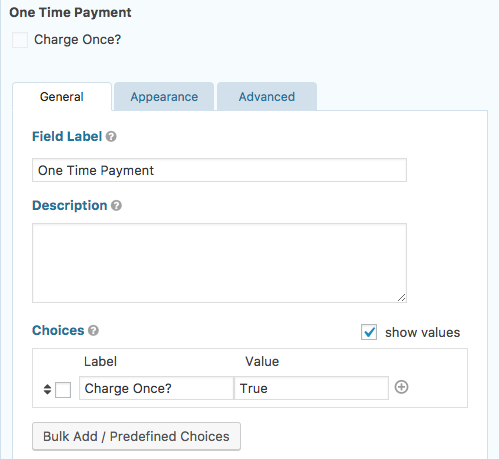 One Time Payment
Charge Once?
General Appearance Advanced
Field Label ?
One Time Payment
Description ?
Choices ? show values
Label Value
Charge Once? True
Bulk Add / Predefined Choices